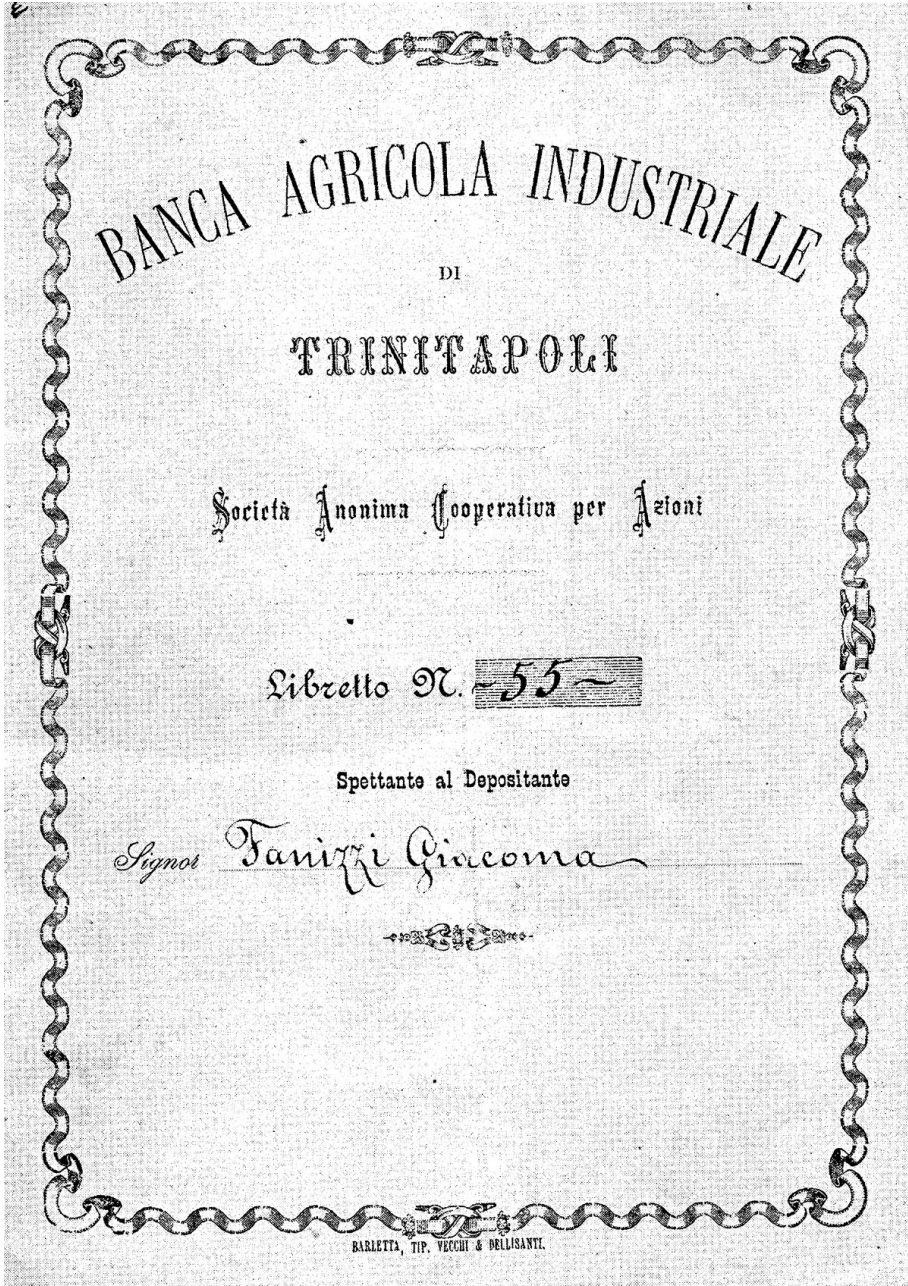 BANCA AGRICOLA INDUSTRIALE
DI
TRINITAPOLI
Società Anonima Cooperativa per Azioni
Libretto N. - 55 -
Spettante al Depositante
Signor Fanizzi Giacoma
BARLETTA, TIP. VECCHI & DELLISANTI.